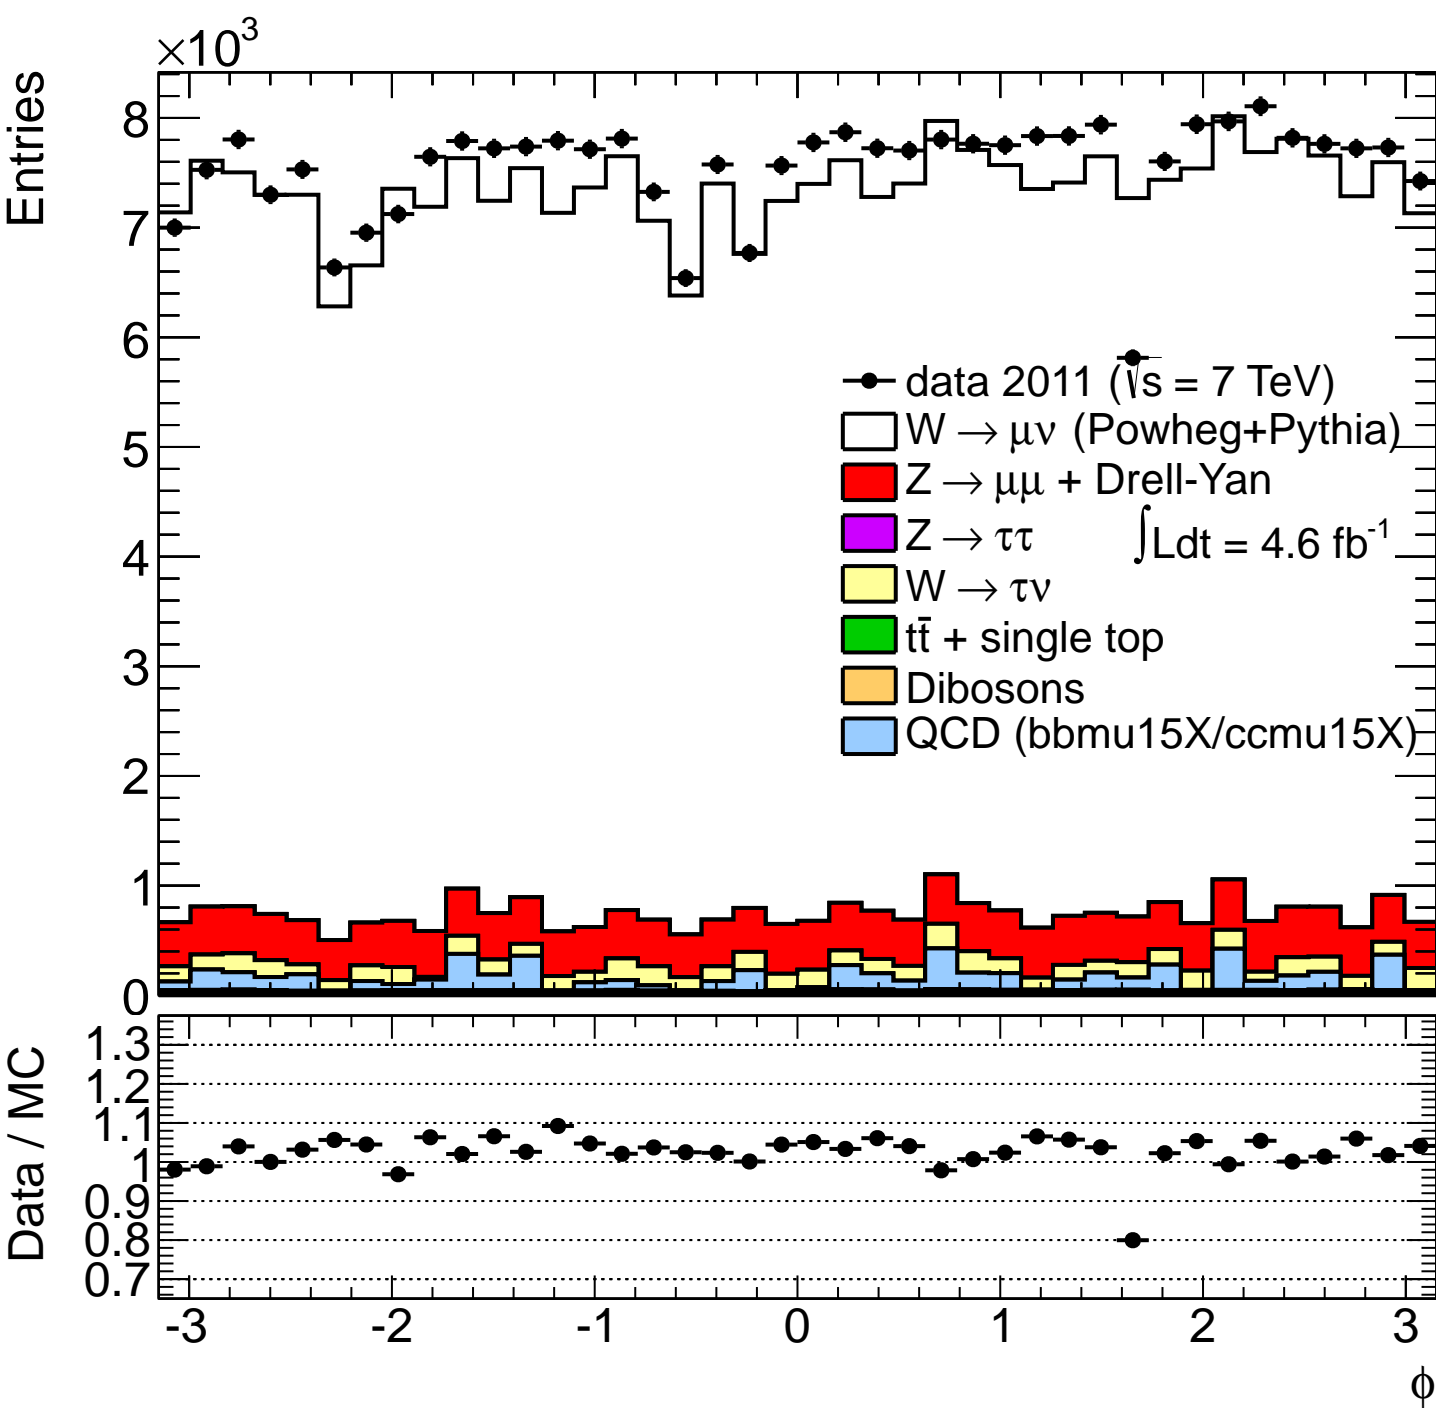 ×10³
Entries
8
7
6
5
4
3
2
1
0
data 2011 (√s = 7 TeV)
W → μν (Powheg+Pythia)
Z → μμ + Drell-Yan
Z → ττ
∫Ldt = 4.6 fb⁻¹
W → τν
tt̄ + single top
Dibosons
QCD (bbmu15X/ccmu15X)
Data / MC
1.3
1.2
1.1
1
0.9
0.8
0.7
-3 -2 -1 0 1 2 3
ϕ